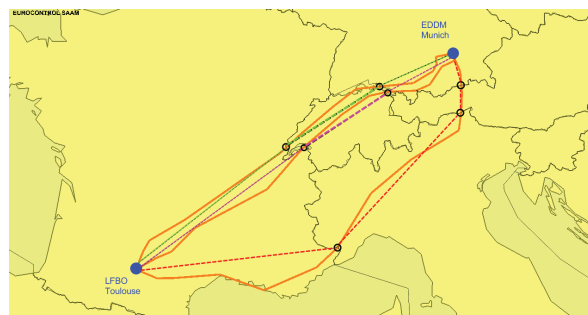 EUROCONTROL SAAM
EDDM
Munich
LFBO
Toulouse